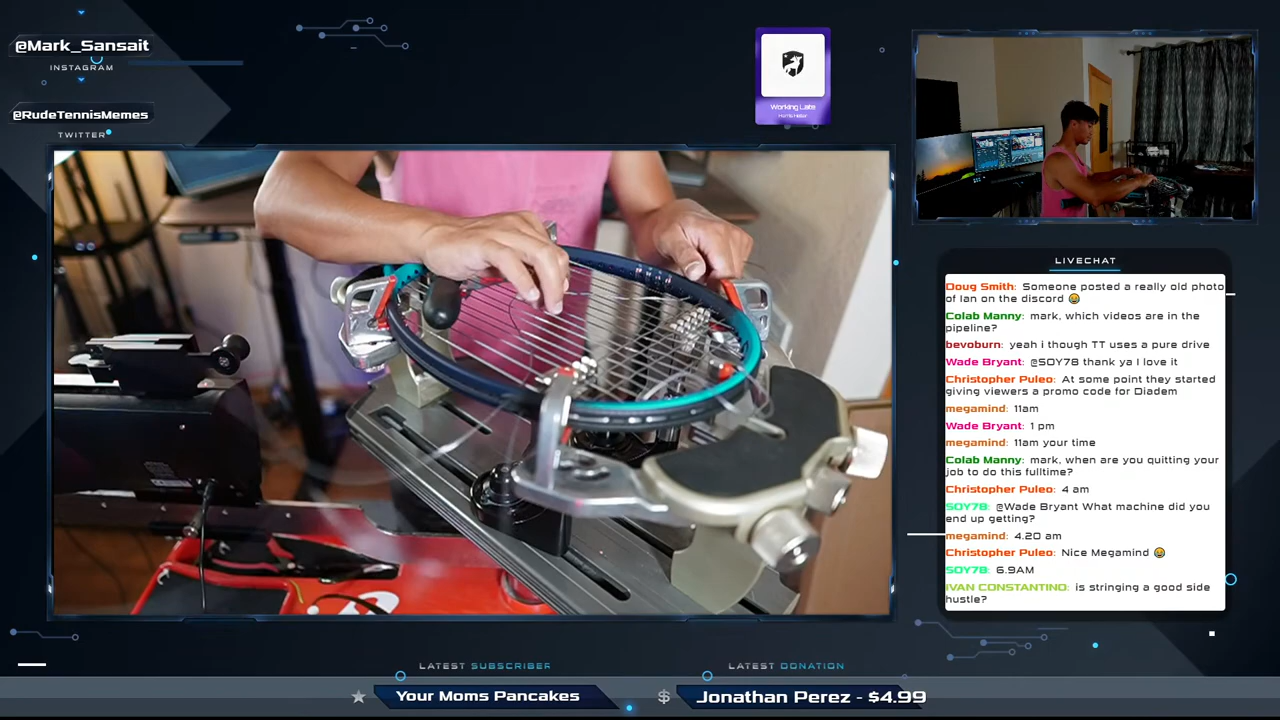 @Mark_Sansait
INSTAGRAM
@RudeTennisMemes
TWITTER
Working Late
LIVECHAT
Doug Smith: Someone posted a really old photo
of Ian on the discord 😂
Colab Manny: mark, which videos are in the
pipeline?
bevoburn: yeah i though TT uses a pure drive
Wade Bryant: @SOY78 thank ya I love it
Christopher Puleo: At some point they started
giving viewers a promo code for Diadem
megamind: 11am
Wade Bryant: 1 pm
megamind: 11am your time
Colab Manny: mark, when are you quitting your
job to do this fulltime?
Christopher Puleo: 4 am
SOY78: @Wade Bryant What machine did you
end up getting?
megamind: 4.20 am
Christopher Puleo: Nice Megamind 😂
SOY78: 6.9AM
IVAN CONSTANTINO: is stringing a good side
hustle?
LATEST SUBSCRIBER
Your Moms Pancakes
LATEST DONATION
$ Jonathan Perez - $4.99